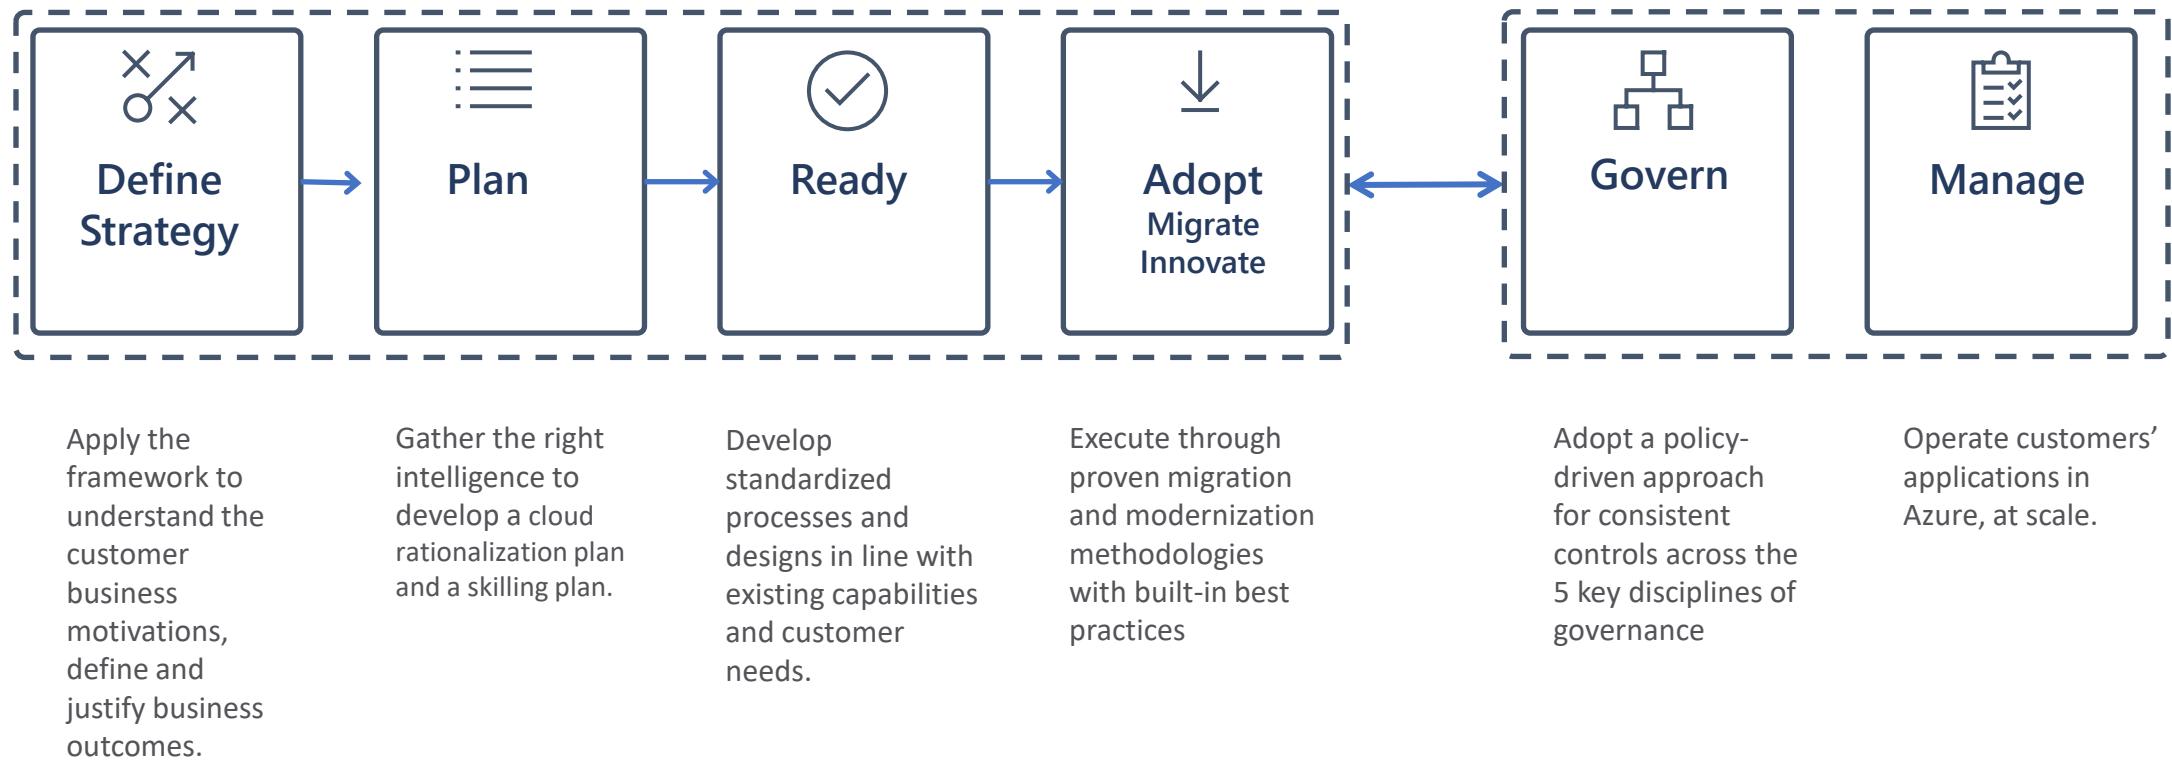 Define
Strategy
Plan
Ready
Adopt
Migrate
Innovate
Govern
Manage
Apply the
framework to
understand the
customer
business
motivations,
define and
justify business
outcomes.
Gather the right
intelligence to
develop a cloud
rationalization plan
and a skilling plan.
Develop
standardized
processes and
designs in line with
existing capabilities
and customer
needs.
Execute through
proven migration
and modernization
methodologies
with built-in best
practices
Adopt a policy-
driven approach
for consistent
controls across the
5 key disciplines of
governance
Operate customers’
applications in
Azure, at scale.